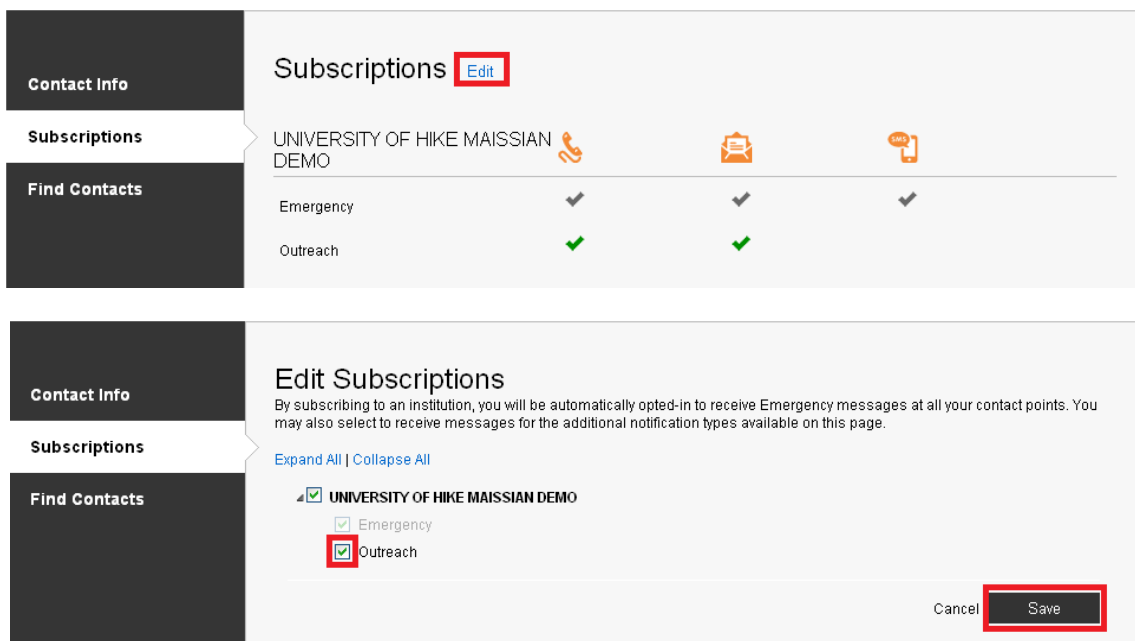 Contact Info
Subscriptions
Find Contacts
Subscriptions Edit
UNIVERSITY OF HIKE MAISSIAN
DEMO
SMS
Emergency
Outreach
Contact Info
Subscriptions
Find Contacts
Edit Subscriptions
By subscribing to an institution, you will be automatically opted-in to receive Emergency messages at all your contact points. You
may also select to receive messages for the additional notification types available on this page.
Expand All | Collapse All
UNIVERSITY OF HIKE MAISSIAN DEMO
Emergency
Outreach
Cancel Save